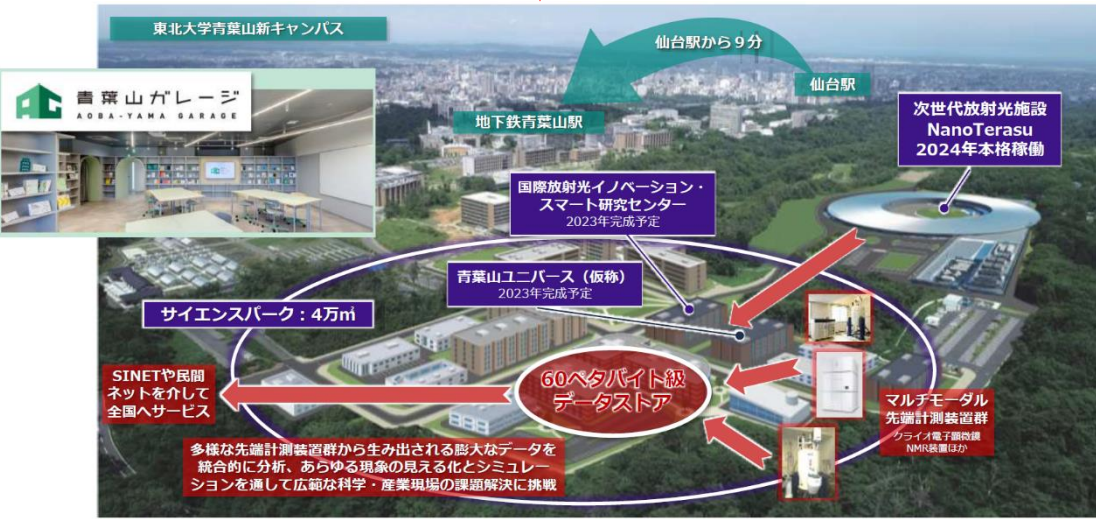 東北大学青葉山新キャンパス
仙台駅から9分
仙台駅
地下鉄青葉山駅
青葉山ガレージ
AOBA-YAMA GARAGE
次世代放射光施設
NanoTerasu
2024年本格稼働
国際放射光イノベーション・
スマート研究センター
2023年完成予定
青葉山ユニバース（仮称）
2023年完成予定
サイエンスパーク：4万㎡
SINETや民間
ネットを介して
全国へサービス
60ペタバイト級
データストア
マルチモーダル
先端計測装置群
クライオ電子顕微鏡
NMR装置ほか
多様な先端計測装置群から生み出される膨大なデータを
統合的に分析、あらゆる現象の見える化とシミュレー
ションを通して広範な科学・産業現場の課題解決に挑戦